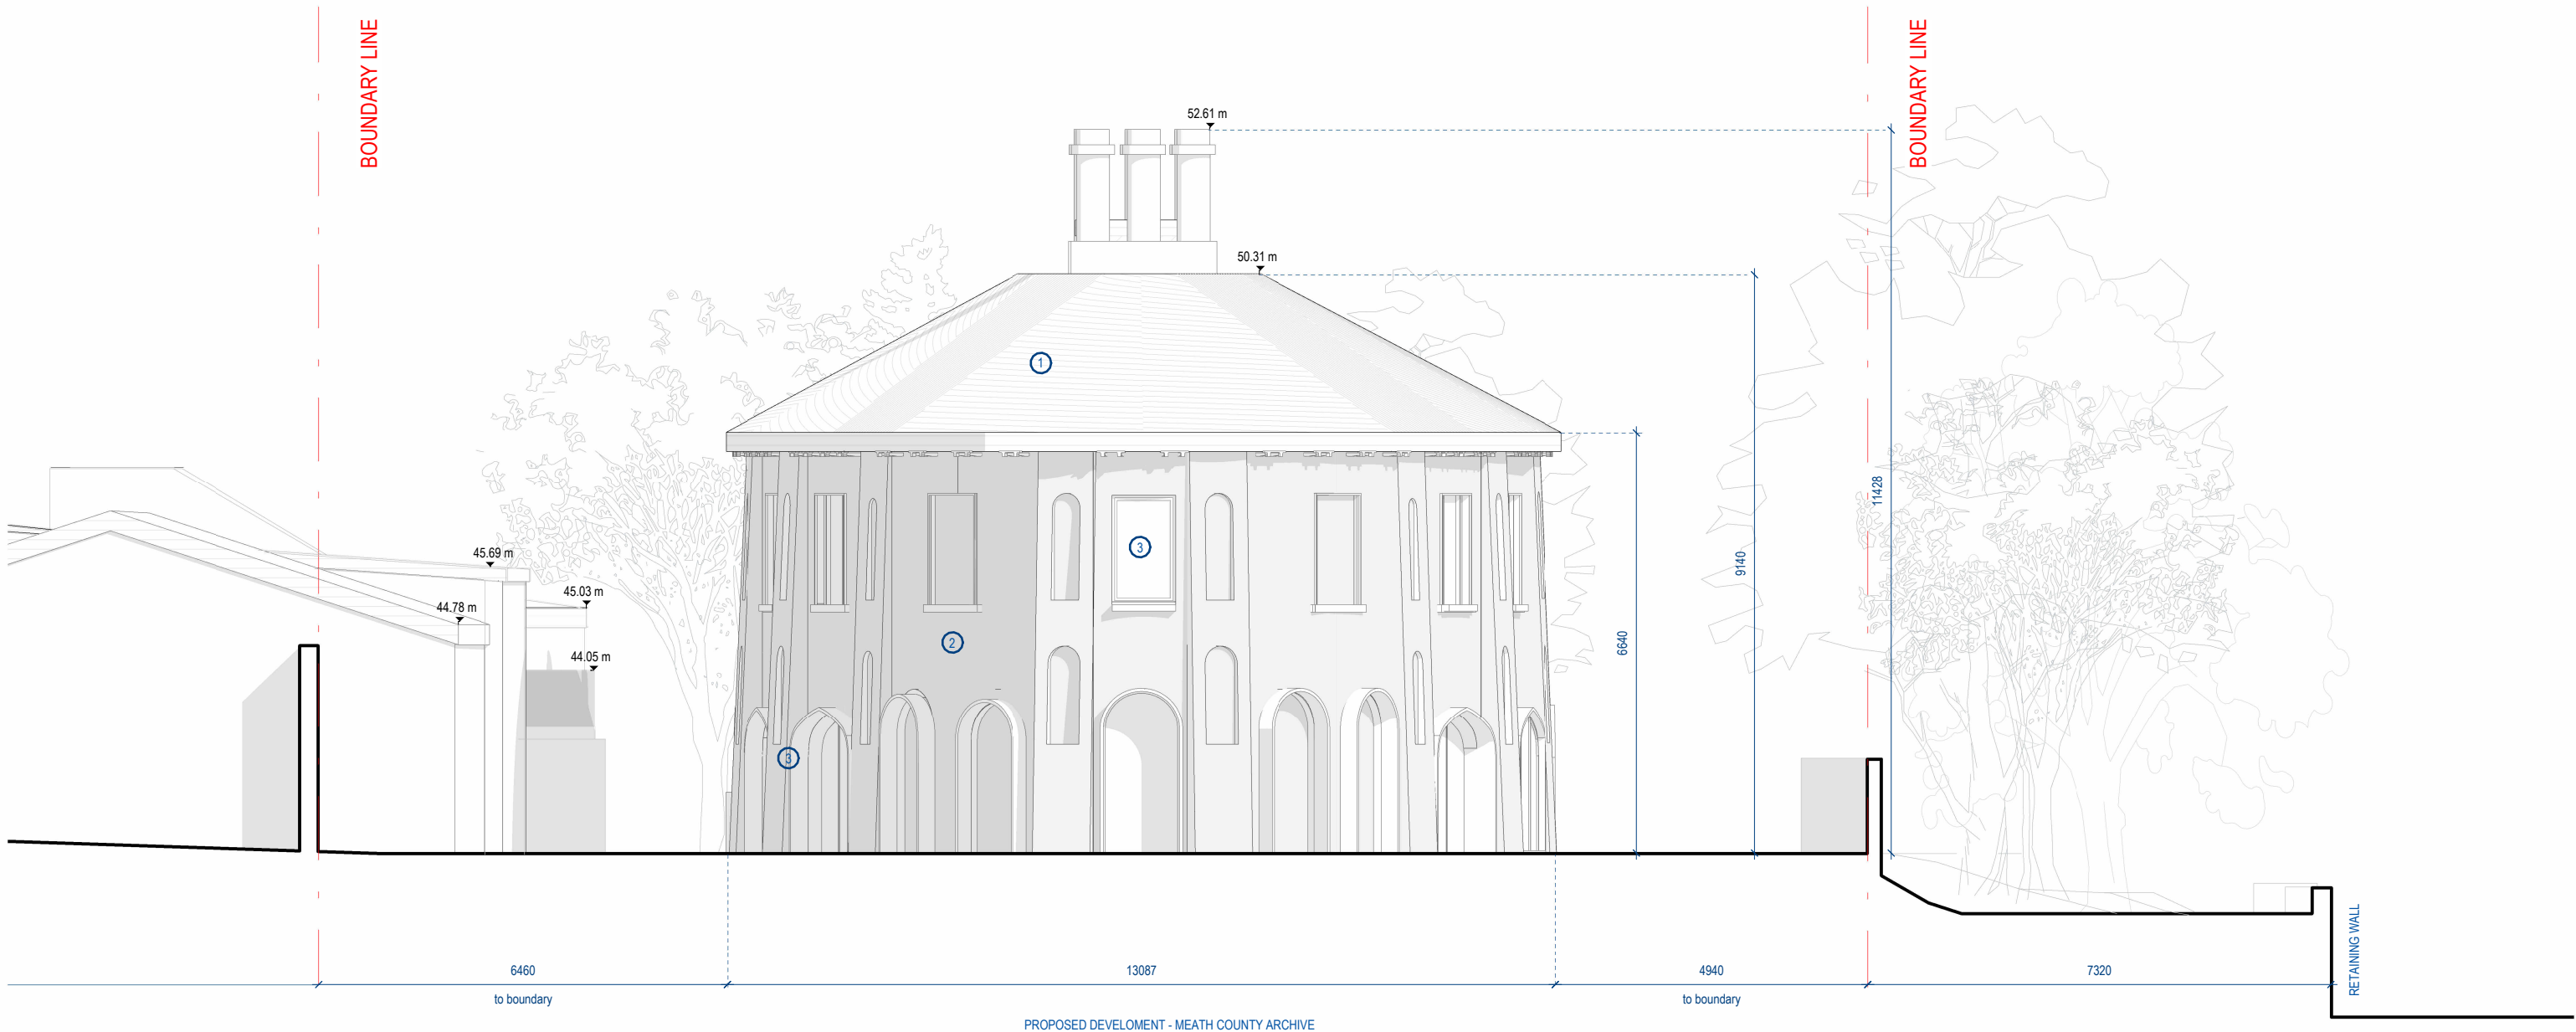 BOUNDARY LINE
BOUNDARY LINE
52.61 m
50.31 m
1
11428
45.69 m
3
9140
45.03 m
44.78 m
2
6640
44.05 m
3
RETAINING WALL
6460
13087
4940
7320
to boundary
to boundary
PROPOSED DEVELOMENT - MEATH COUNTY ARCHIVE